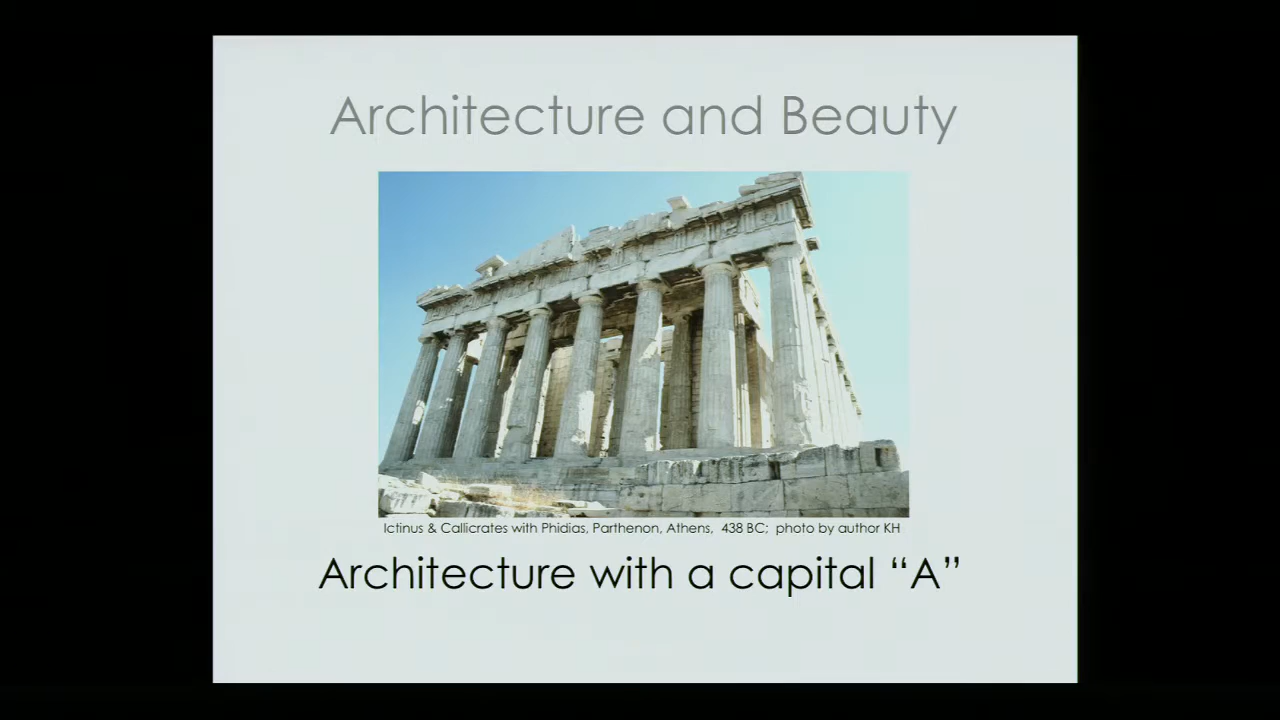 Architecture and Beauty
Ictinus & Callicrates with Phidias, Parthenon, Athens,  438 BC;  photo by author KH
Architecture with a capital “A”